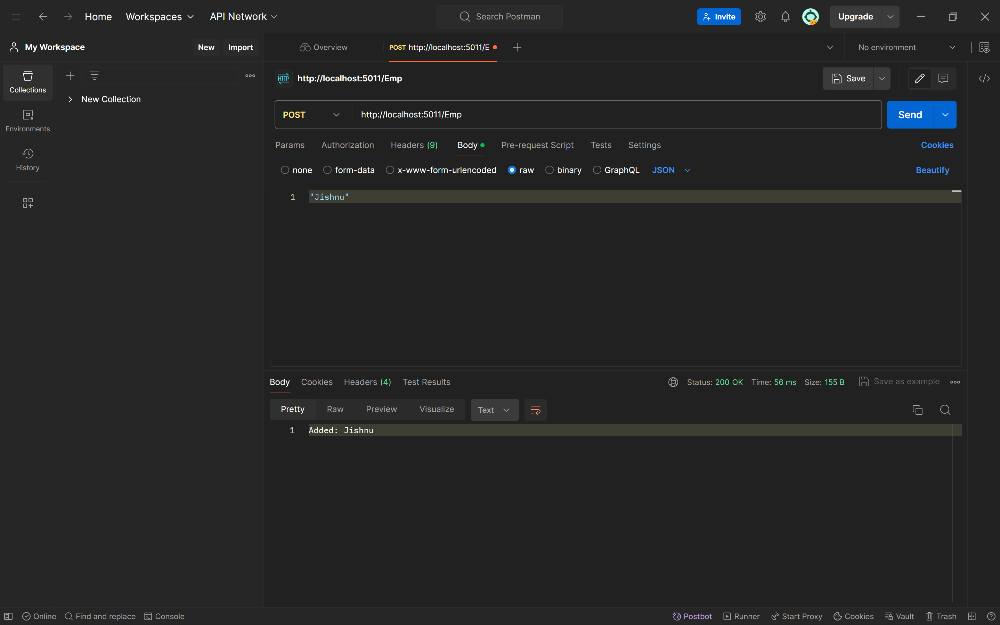 Home Workspaces API Network Search Postman Invite Upgrade
My Workspace New Import Overview POST http://localhost:5011/E No environment
Collections
HTTP http://localhost:5011/Emp Save
New Collection
Environments
POST http://localhost:5011/Emp Send
History
Params Authorization Headers (9) Body Pre-request Script Tests Settings Cookies
none form-data x-www-form-urlencoded raw binary GraphQL JSON Beautify
1 "Jishnu"
Body Cookies Headers (4) Test Results Status: 200 OK Time: 56 ms Size: 155 B Save as example
Pretty Raw Preview Visualize Text
1 Added: Jishnu
Online Find and replace Console Postbot Runner Start Proxy Cookies Vault Trash